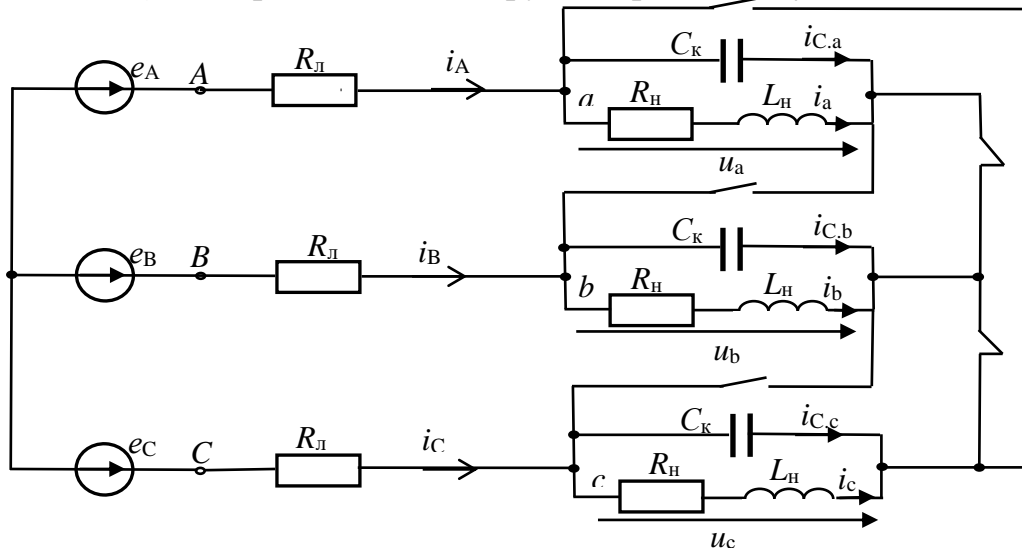 C_к i_C.a
e_A A R_л i_A
a R_н L_н i_a
u_a
C_к i_C.b
e_B B R_л i_B
b R_н L_н i_b
u_b
C_к i_C.c
e_C C R_л i_C
c R_н L_н i_c
u_c